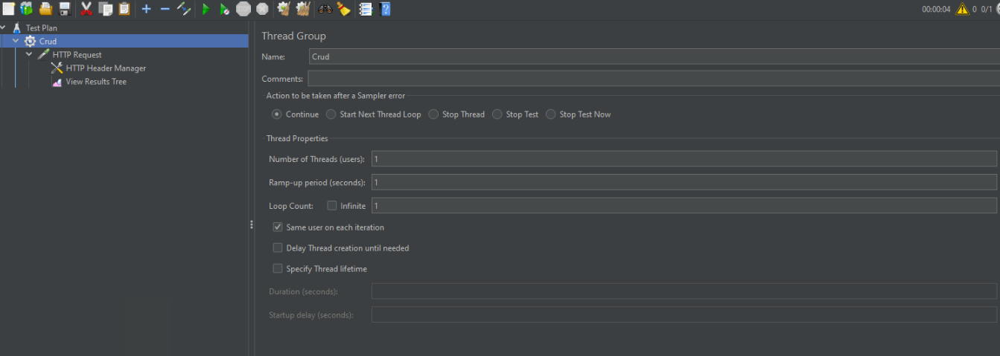 00:00:04 0 0/1
Test Plan
Crud
HTTP Request
HTTP Header Manager
View Results Tree
Thread Group
Name: Crud
Comments:
Action to be taken after a Sampler error
Continue Start Next Thread Loop Stop Thread Stop Test Stop Test Now
Thread Properties
Number of Threads (users): 1
Ramp-up period (seconds): 1
Loop Count: Infinite 1
Same user on each iteration
Delay Thread creation until needed
Specify Thread lifetime
Duration (seconds):
Startup delay (seconds):